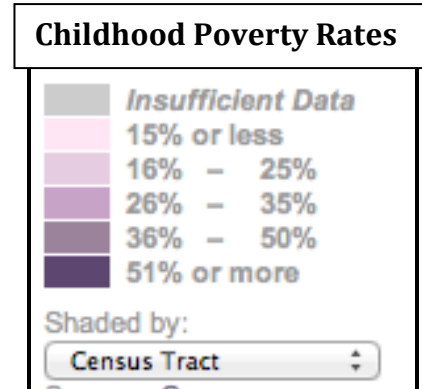 Childhood Poverty Rates
Insufficient Data
15% or less
16% – 25%
26% – 35%
36% – 50%
51% or more
Shaded by:
Census Tract